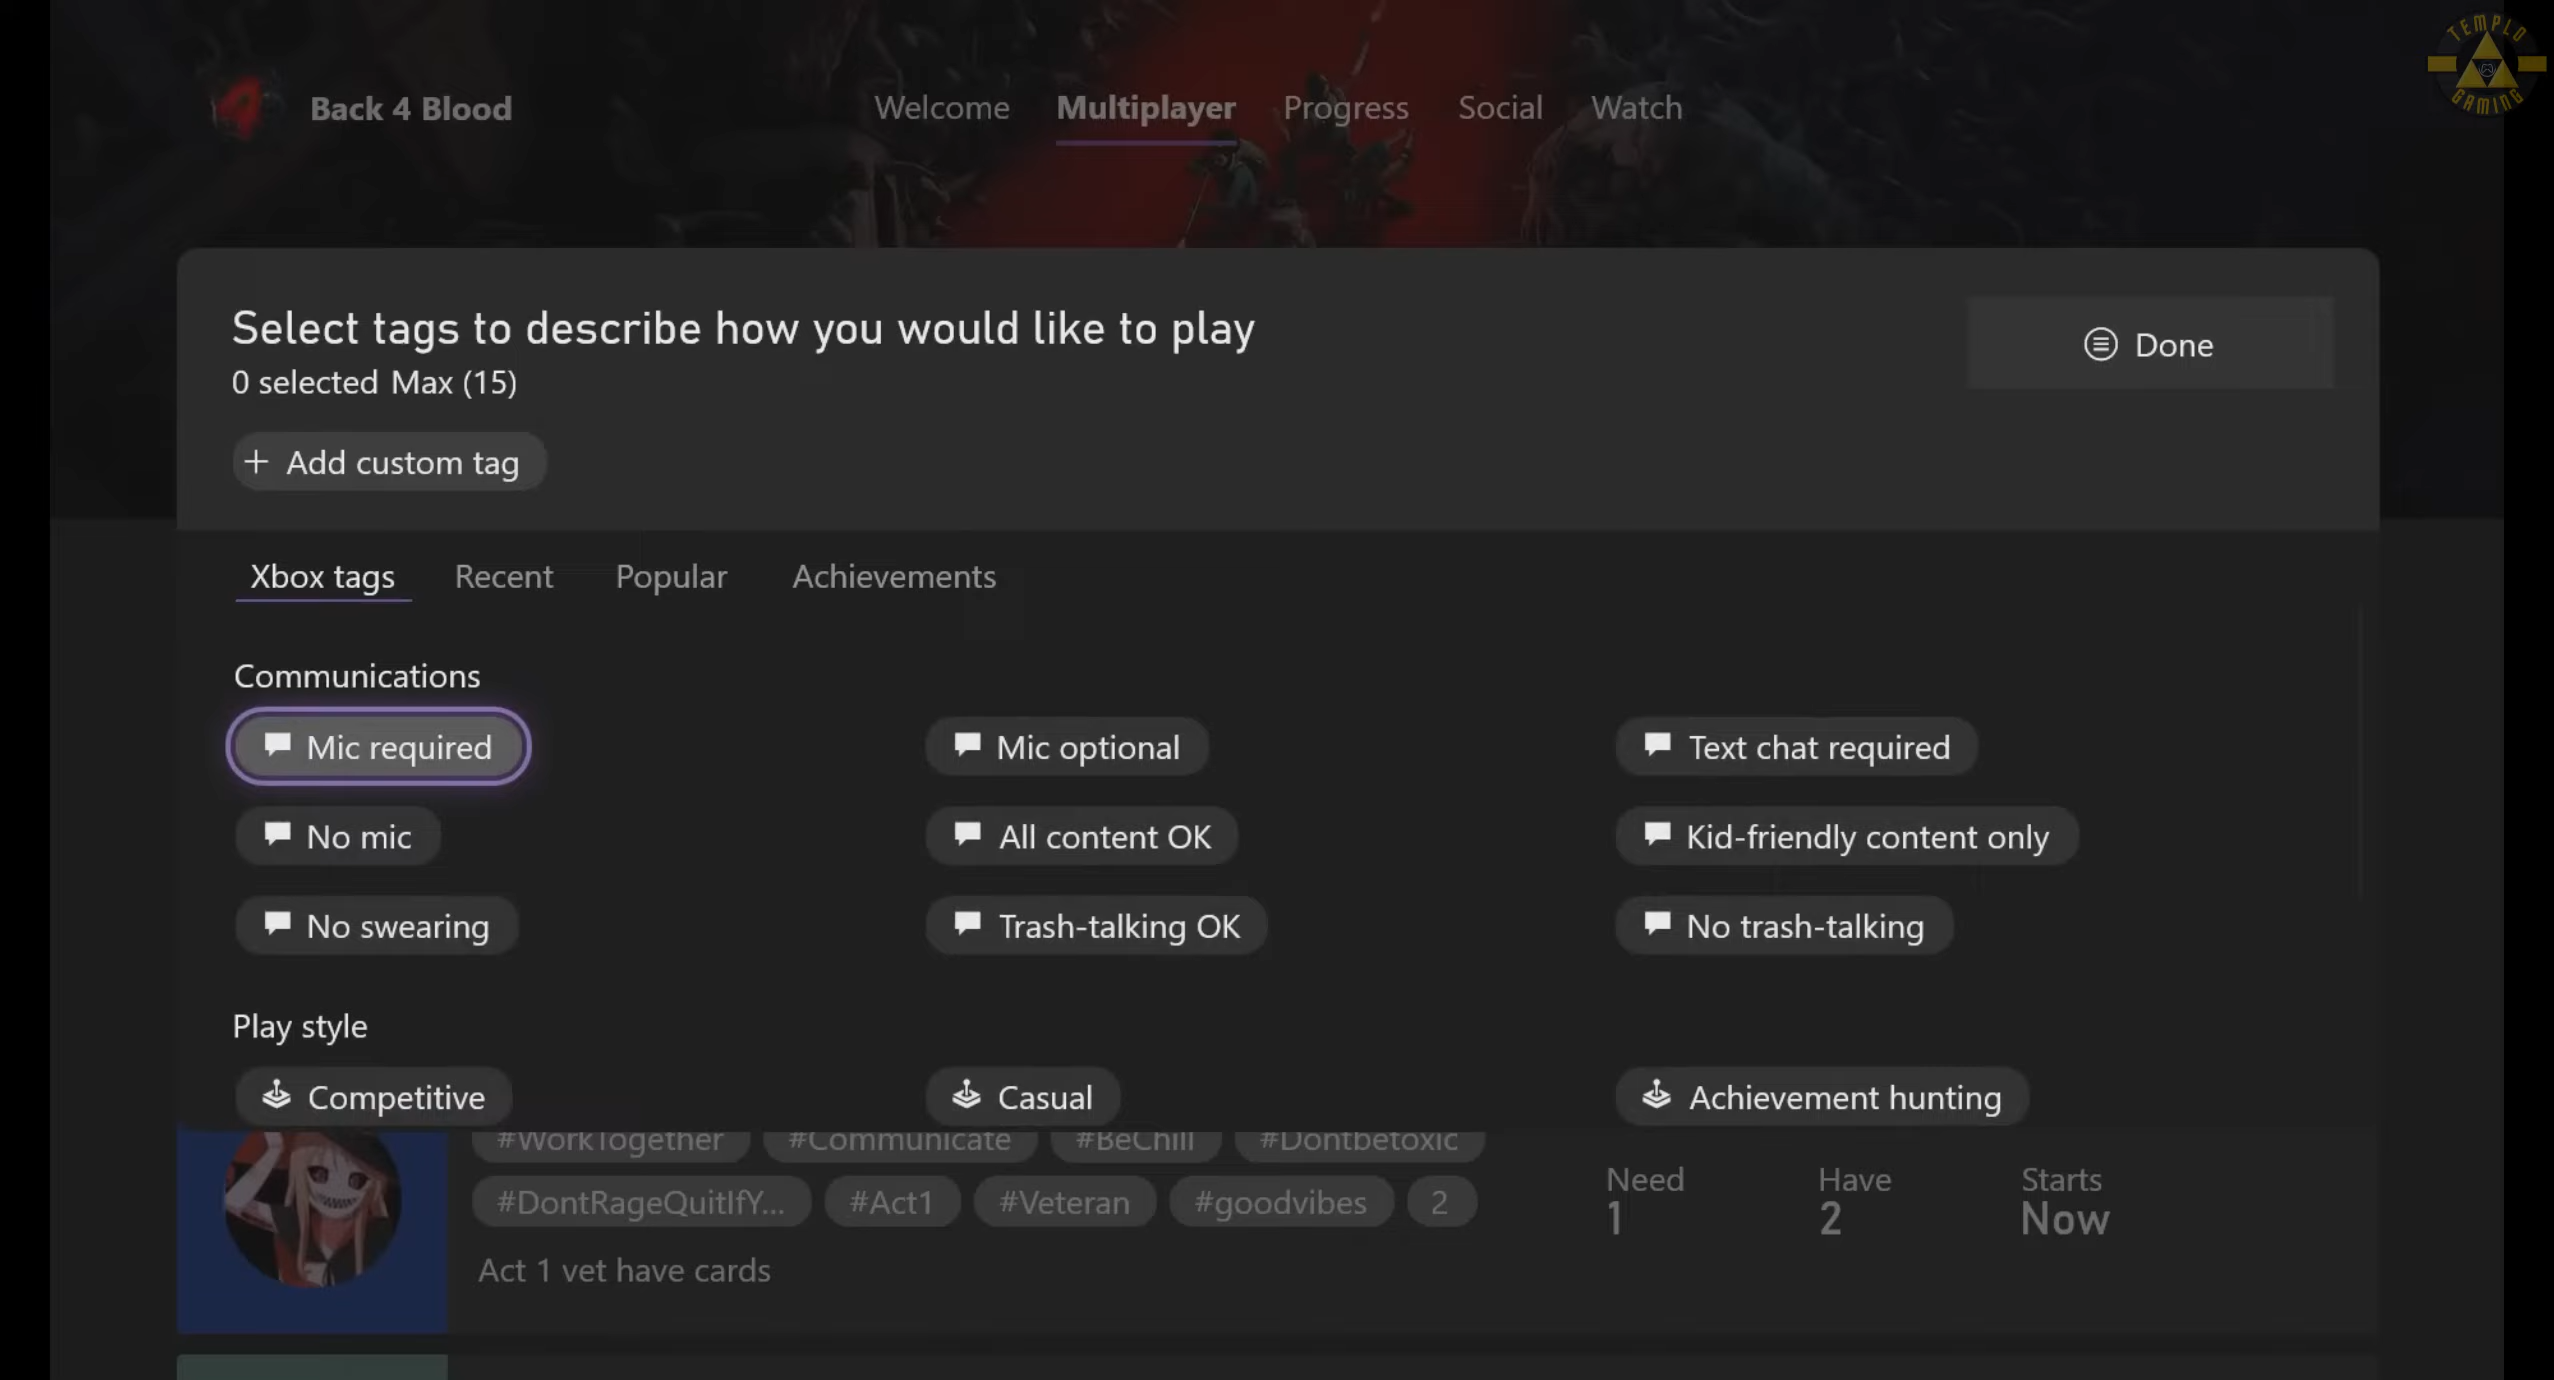 TEMPLO
GAMING
Back 4 Blood
Welcome Multiplayer Progress Social Watch
Select tags to describe how you would like to play
0 selected Max (15)
Done
+ Add custom tag
Xbox tags Recent Popular Achievements
Communications
Mic required Mic optional Text chat required
No mic All content OK Kid-friendly content only
No swearing Trash-talking OK No trash-talking
Play style
Competitive Casual Achievement hunting
#WorkTogether #Communicate #BeChill #Dontbetoxic
#DontRageQuitIfY... #Act1 #Veteran #goodvibes 2
Act 1 vet have cards
Need Have Starts
1 2 Now